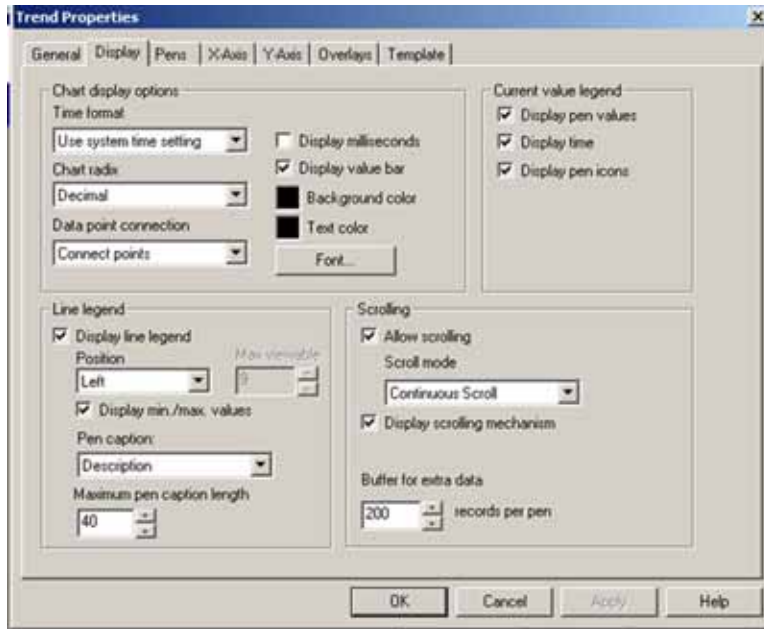 Trend Properties
General Display Pens X-Axis Y-Axis Overlays Template
Chart display options
Time format
Use system time setting
Display milliseconds
Chart radix
Display value bar
Decimal
Background color
Data point connection
Text color
Connect points
Font...
Current value legend
Display pen values
Display time
Display pen icons
Line legend
Display line legend
Position
Max viewable
Left
9
Display min./max. values
Pen caption:
Description
Maximum pen caption length
40
Scrolling
Allow scrolling
Scroll mode
Continuous Scroll
Display scrolling mechanism
Buffer for extra data
200 records per pen
OK Cancel Apply Help